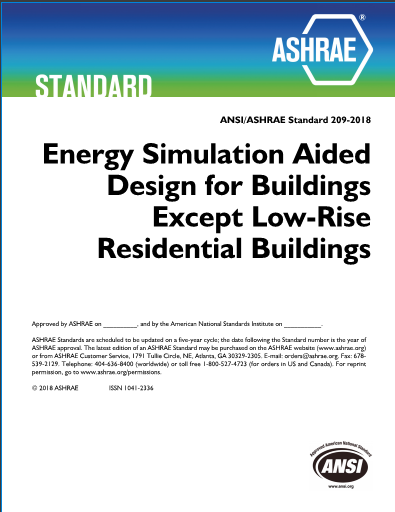 ASHRAE®
STANDARD
ANSI/ASHRAE Standard 209-2018
Energy Simulation Aided
Design for Buildings
Except Low-Rise
Residential Buildings
Approved by ASHRAE on __________, and by the American National Standards Institute on ___________.
ASHRAE Standards are scheduled to be updated on a five-year cycle; the date following the Standard number is the year of
ASHRAE approval. The latest edition of an ASHRAE Standard may be purchased on the ASHRAE website (www.ashrae.org)
or from ASHRAE Customer Service, 1791 Tullie Circle, NE, Atlanta, GA 30329-2305. E-mail: orders@ashrae.org. Fax: 678-
539-2129. Telephone: 404-636-8400 (worldwide) or toll free 1-800-527-4723 (for orders in US and Canada). For reprint
permission, go to www.ashrae.org/permissions.
© 2018 ASHRAE ISSN 1041-2336
Approved American National Standard
ANSI
www.ansi.org